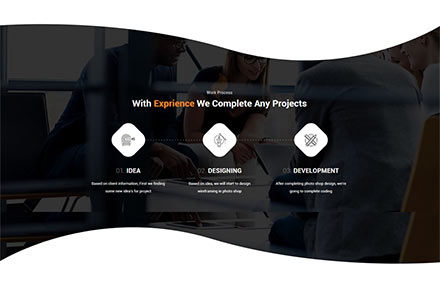 Work Process
With Exprience We Complete Any Projects
01. IDEA
Based on client information, First we finding
some new idea's for project
02. DESIGNING
Based on idea, we will start to design
wireframing in photo shop
03. DEVELOPMENT
After completing photo shop design, we're
going to complete coding